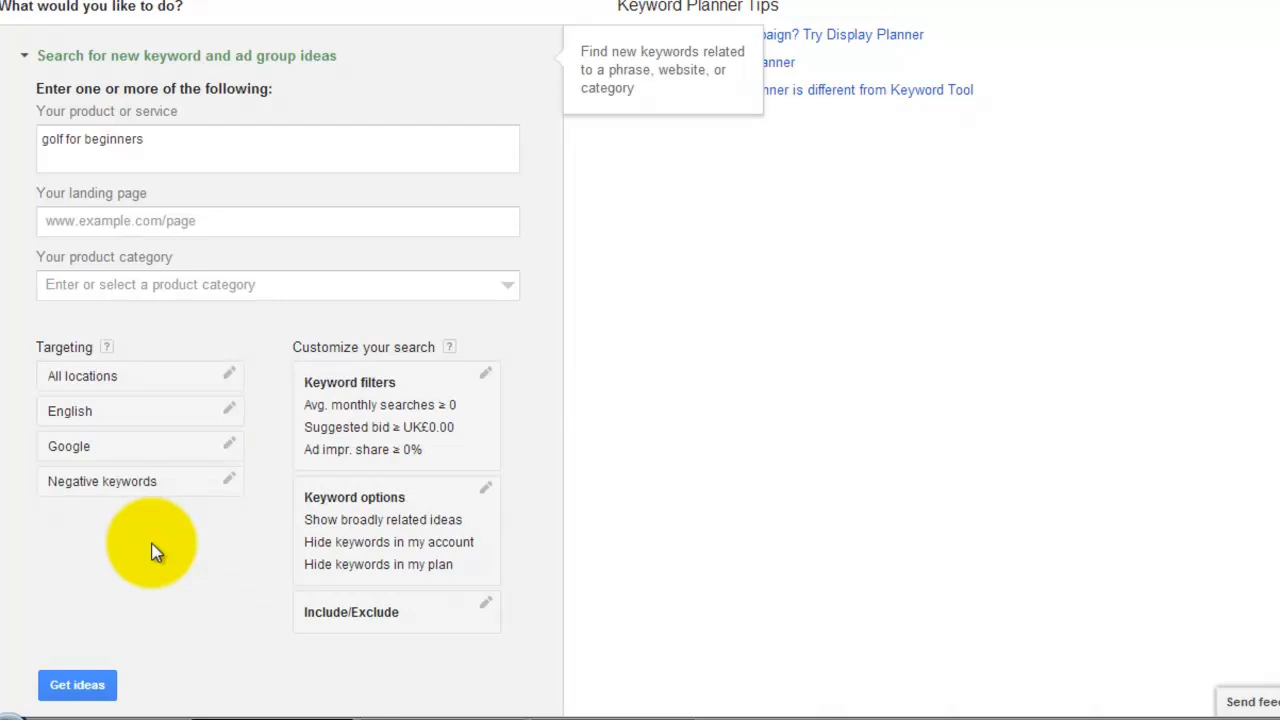 What would you like to do?
Keyword Planner Tips
Search for new keyword and ad group ideas
Find new keywords related
to a phrase, website, or
category
paign? Try Display Planner
anner
nner is different from Keyword Tool
Enter one or more of the following:
Your product or service
golf for beginners
Your landing page
www.example.com/page
Your product category
Enter or select a product category
Targeting ?
All locations
English
Google
Negative keywords
Customize your search ?
Keyword filters
Avg. monthly searches ≥ 0
Suggested bid ≥ UK£0.00
Ad impr. share ≥ 0%
Keyword options
Show broadly related ideas
Hide keywords in my account
Hide keywords in my plan
Include/Exclude
Get ideas
Send fee